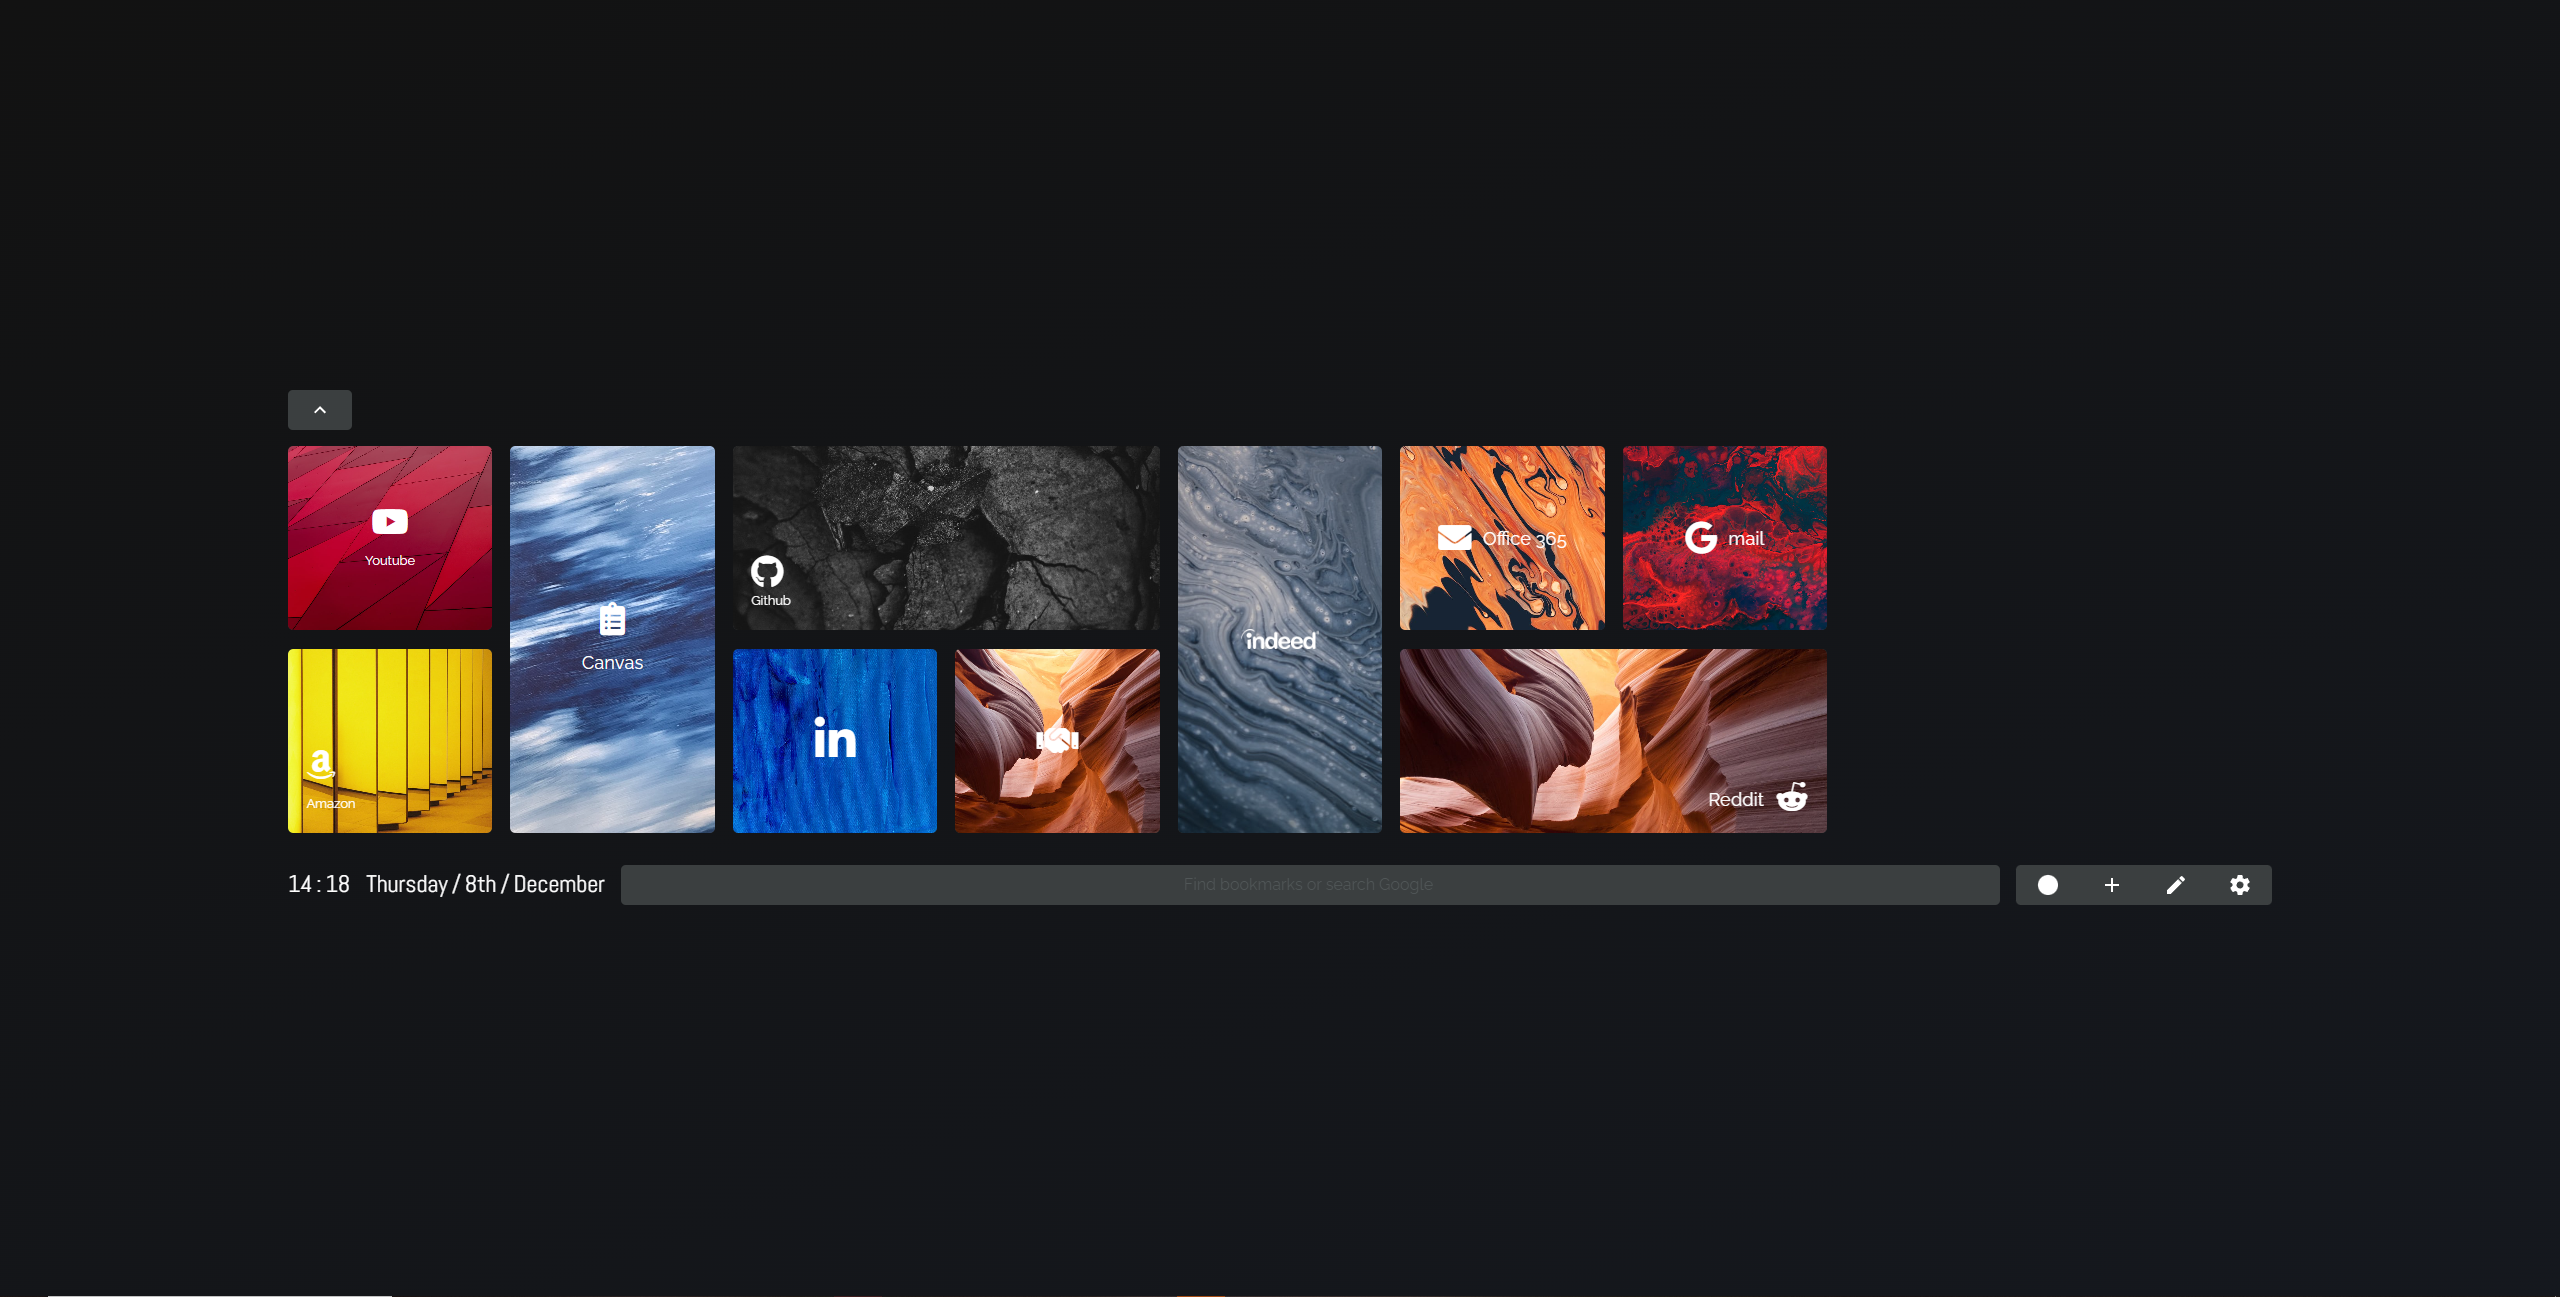 Youtube
Canvas
Github
indeed
Office 365
G mail
Amazon
in
Reddit
14 : 18 Thursday / 8th / December
Find bookmarks or search Google